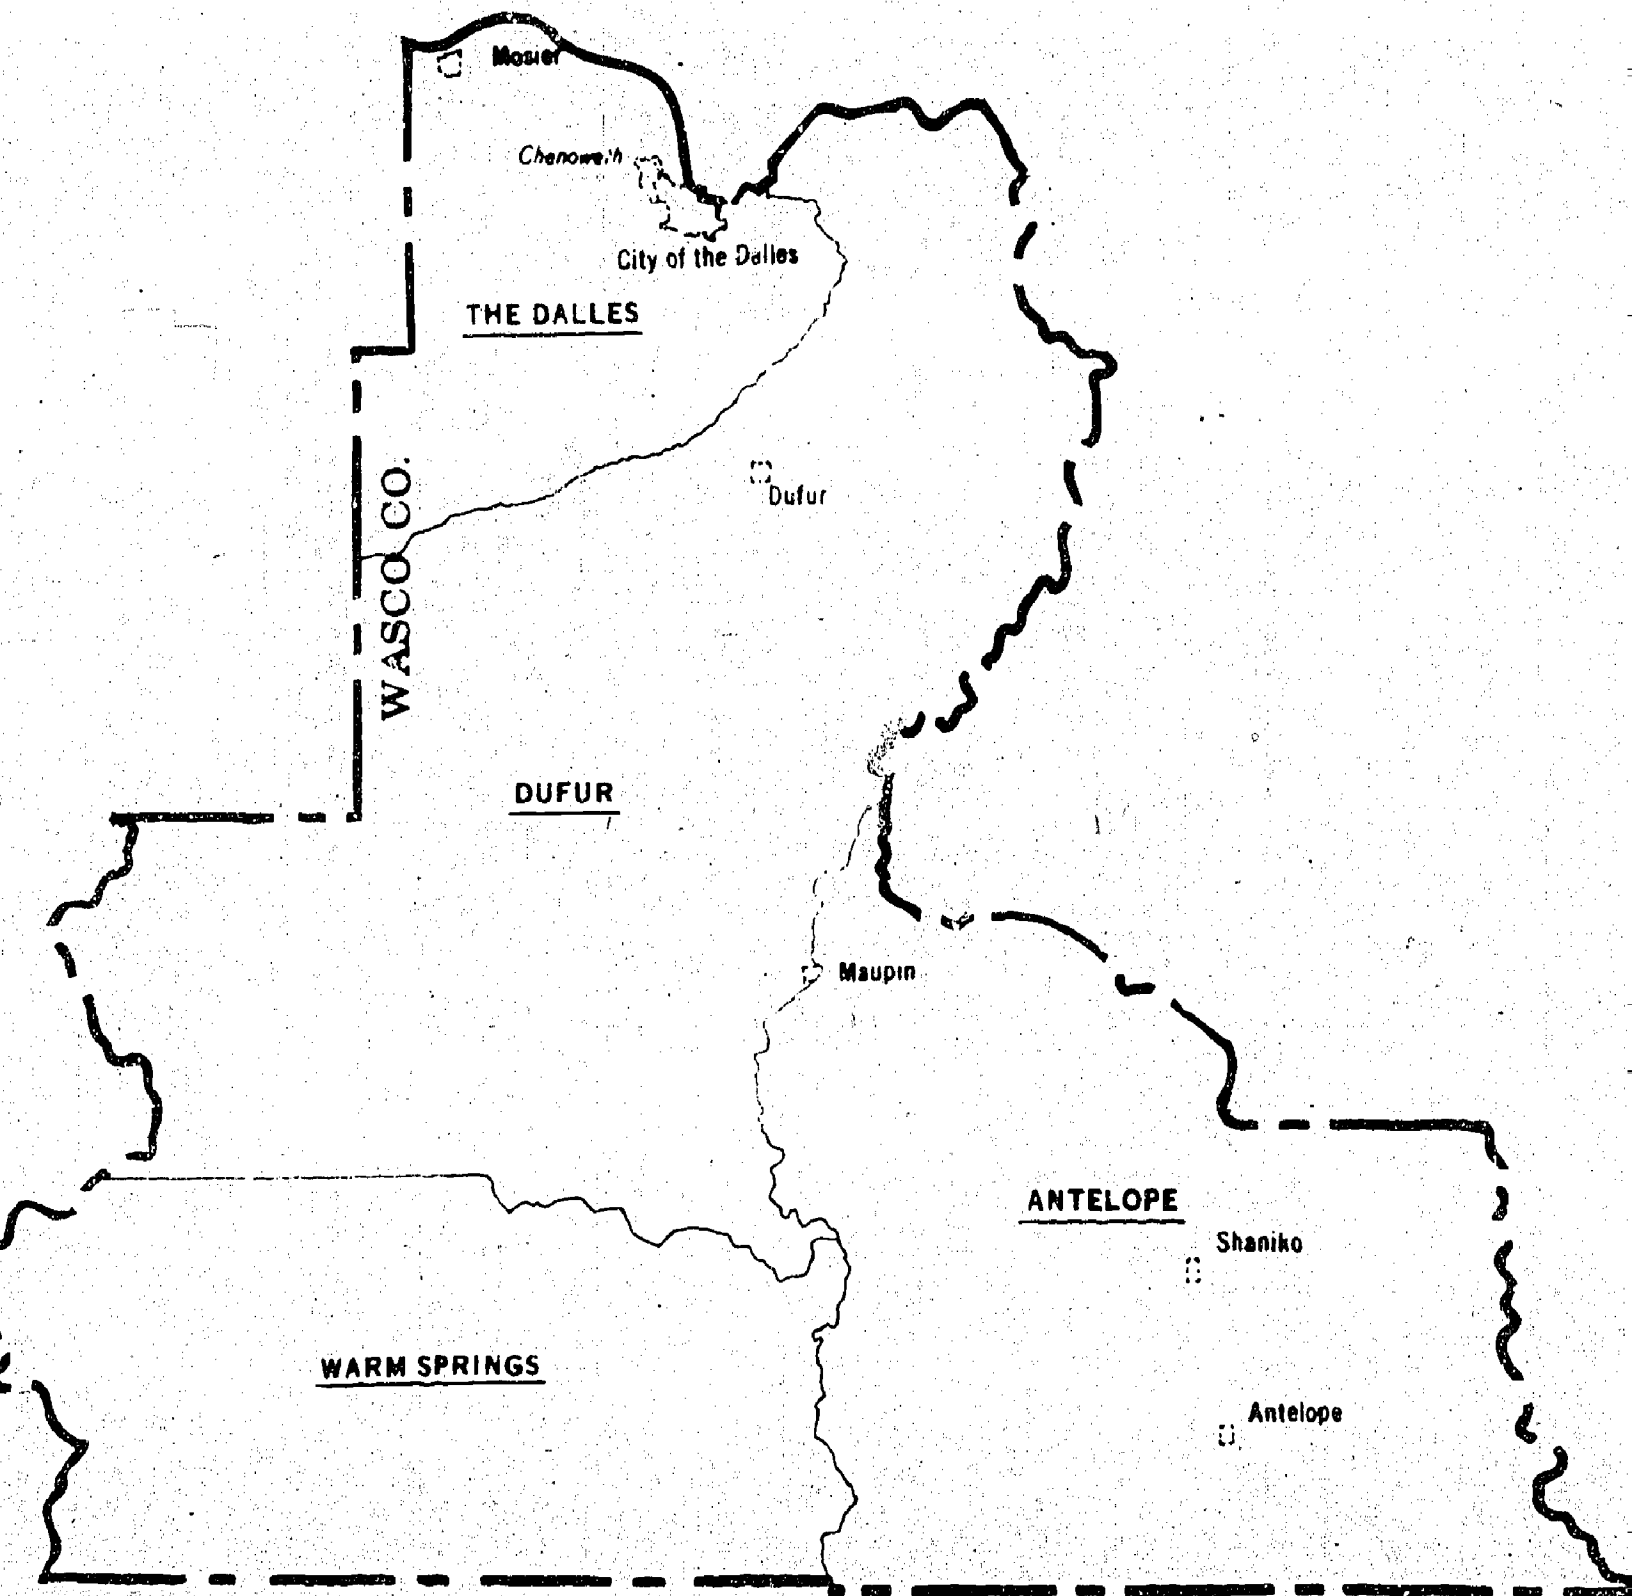 Mosier
Chenoweth
City of the Dalles
THE DALLES
WASCO CO.
Dufur
DUFUR
Maupin
ANTELOPE
Shaniko
WARM SPRINGS
Antelope